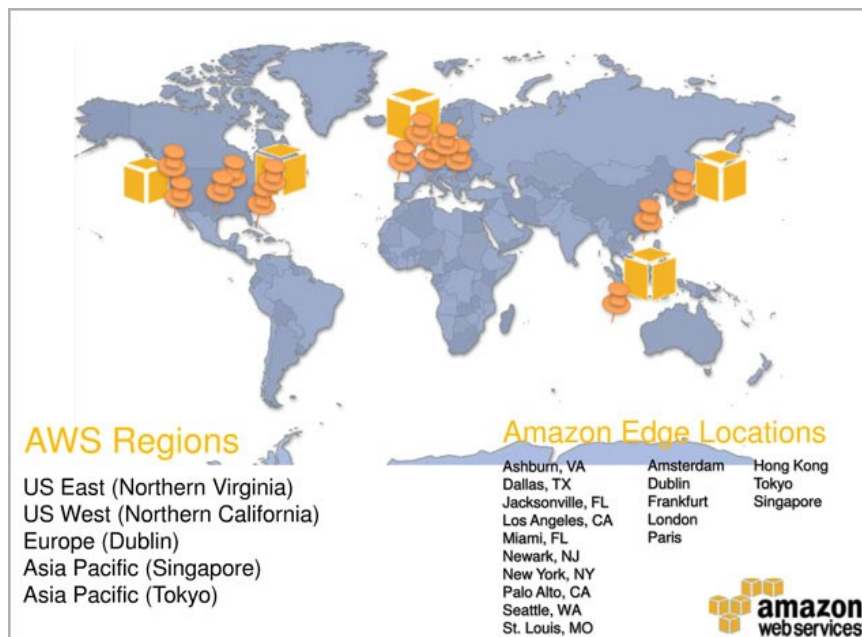 AWS Regions
US East (Northern Virginia)
US West (Northern California)
Europe (Dublin)
Asia Pacific (Singapore)
Asia Pacific (Tokyo)
Amazon Edge Locations
Ashburn, VA
Dallas, TX
Jacksonville, FL
Los Angeles, CA
Miami, FL
Newark, NJ
New York, NY
Palo Alto, CA
Seattle, WA
St. Louis, MO
Amsterdam
Dublin
Frankfurt
London
Paris
Hong Kong
Tokyo
Singapore
amazon
webservices